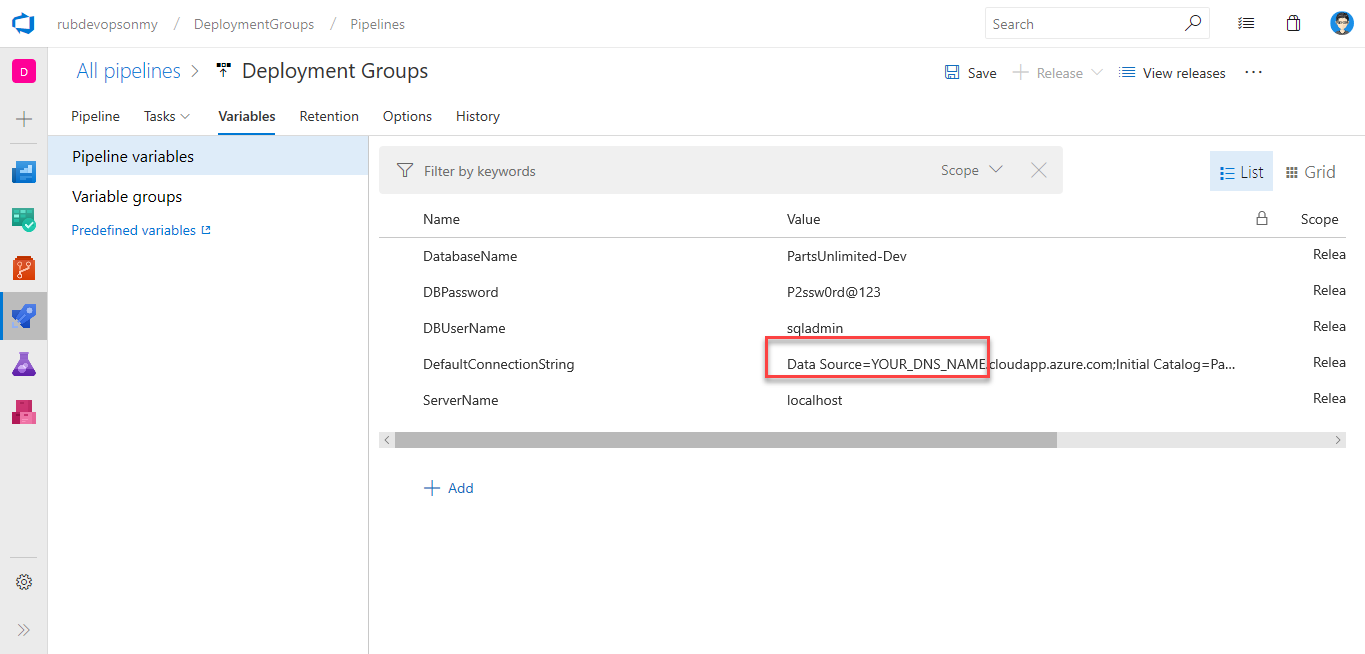 rubdevopsonmy / DeploymentGroups / Pipelines
Search
D
All pipelines > Deployment Groups
Save
Release
View releases
...
Pipeline Tasks Variables Retention Options History
Pipeline variables
Variable groups
Predefined variables
Filter by keywords
Scope
List
Grid
Name Value Scope
DatabaseName PartsUnlimited-Dev Relea
DBPassword P2ssw0rd@123 Relea
DBUserName sqladmin Relea
DefaultConnectionString Data Source=YOUR_DNS_NAME.cloudapp.azure.com;Initial Catalog=Pa... Relea
ServerName localhost Relea
+ Add